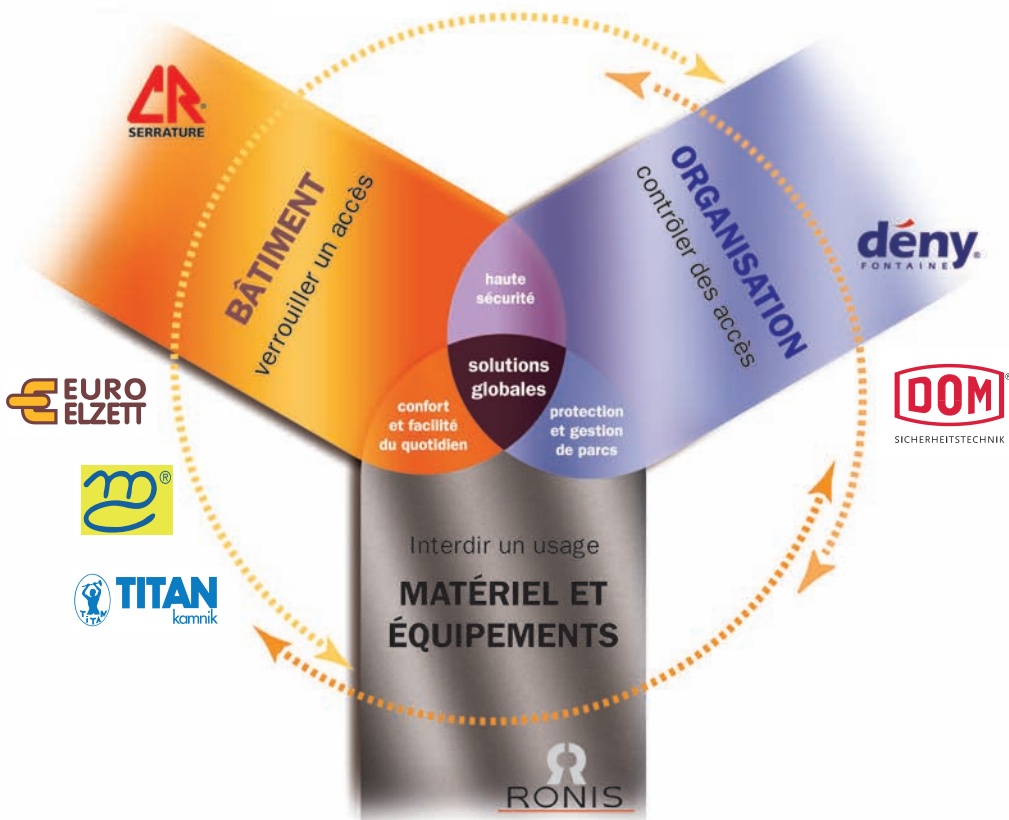 CR®
SERRATURE
BÂTIMENT
verrouiller un accès
ORGANISATION
contrôler des accès
dény®
FONTAINE
haute
sécurité
solutions
globales
confort
et facilité
du quotidien
protection
et gestion
de parcs
EURO
ELZETT
DOM®
SICHERHEITSTECHNIK
m®
TITAN
TITAN
kamnik
Interdir un usage
MATÉRIEL ET
ÉQUIPEMENTS
RONIS